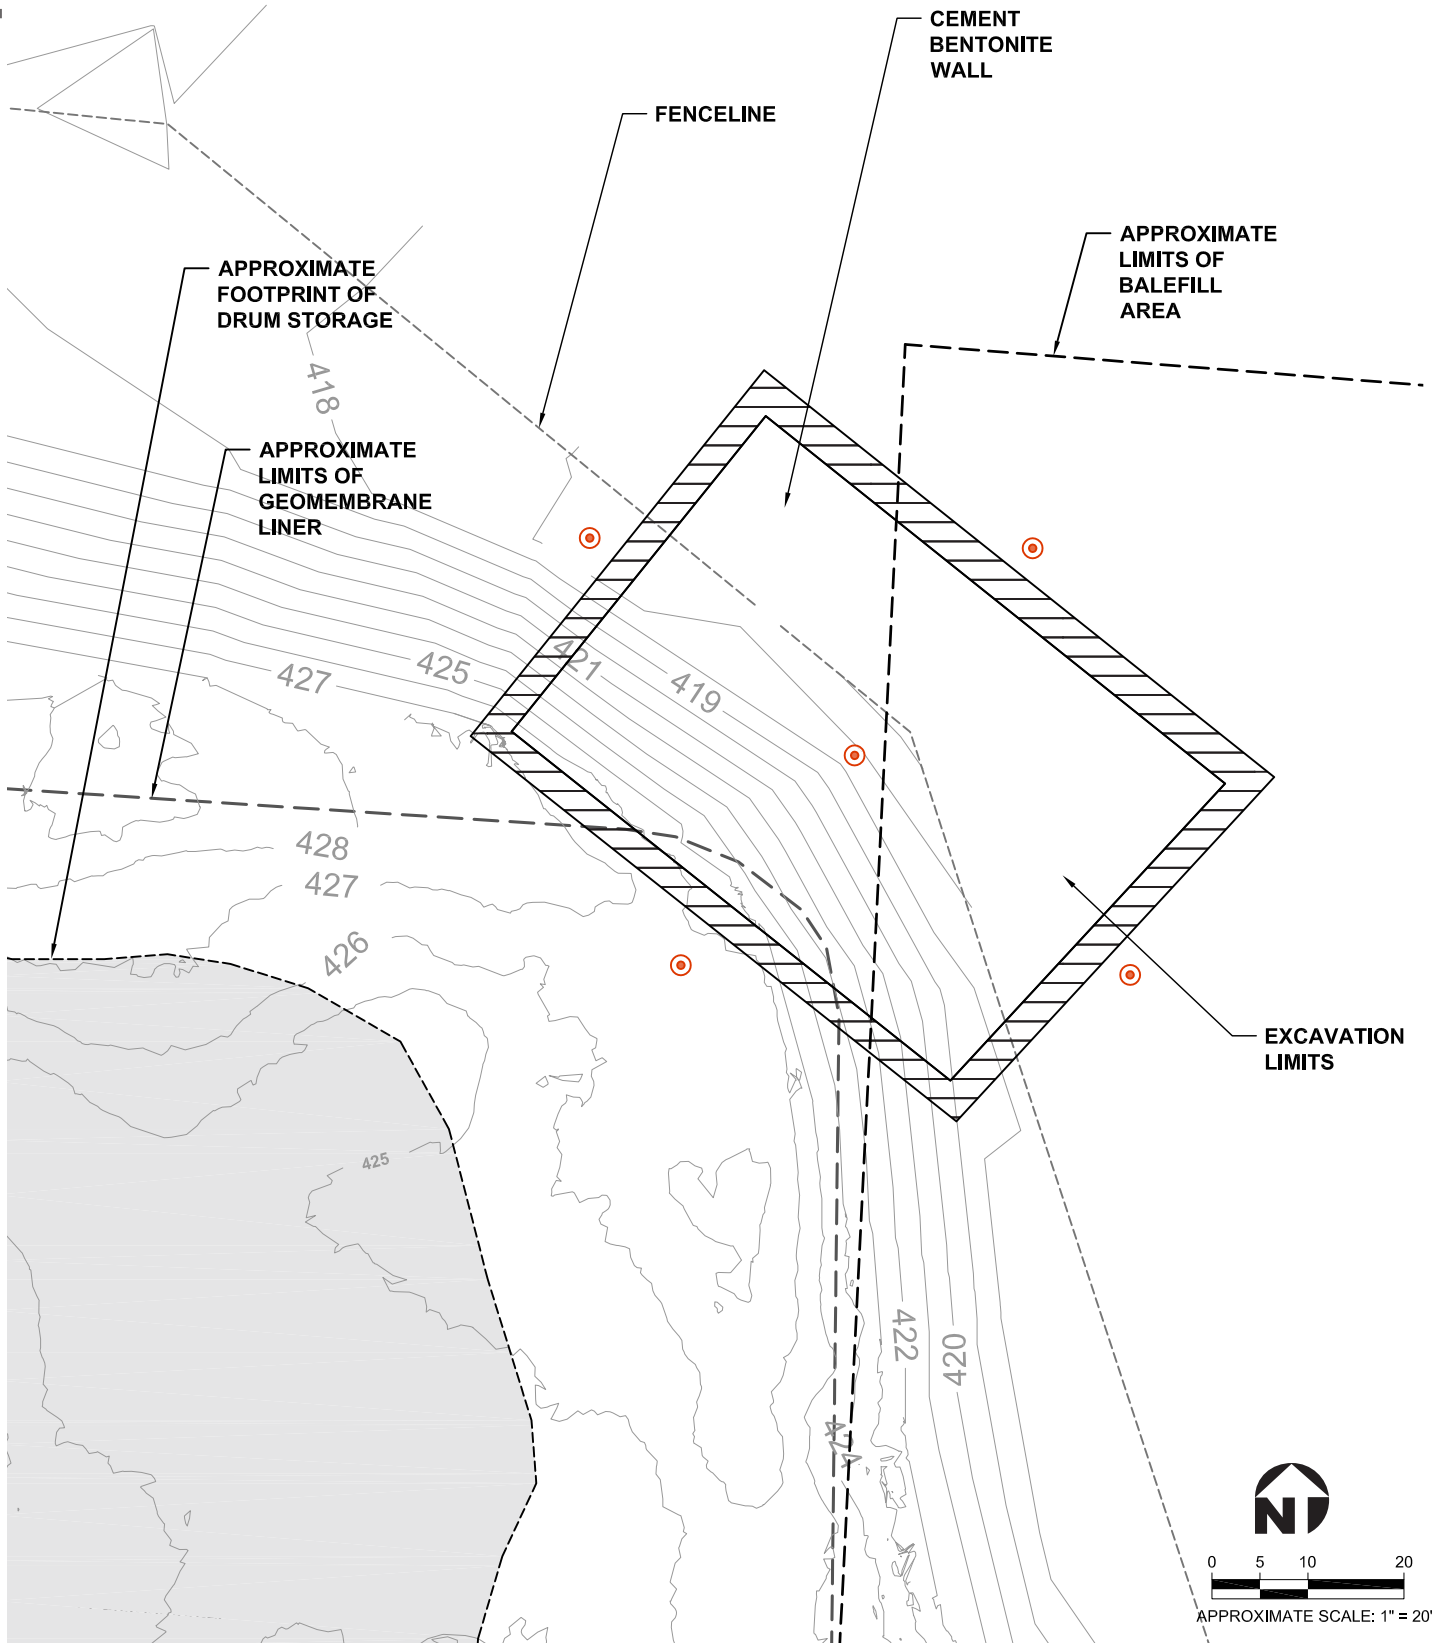 CEMENT
BENTONITE
WALL
FENCELINE
APPROXIMATE
LIMITS OF
BALEFILL
AREA
APPROXIMATE
FOOTPRINT OF
DRUM STORAGE
418
APPROXIMATE
LIMITS OF
GEOMEMBRANE
LINER
421
425
427
419
428
427
426
EXCAVATION
LIMITS
425
422
420
424
N
0 5 10 20
APPROXIMATE SCALE: 1" = 20'